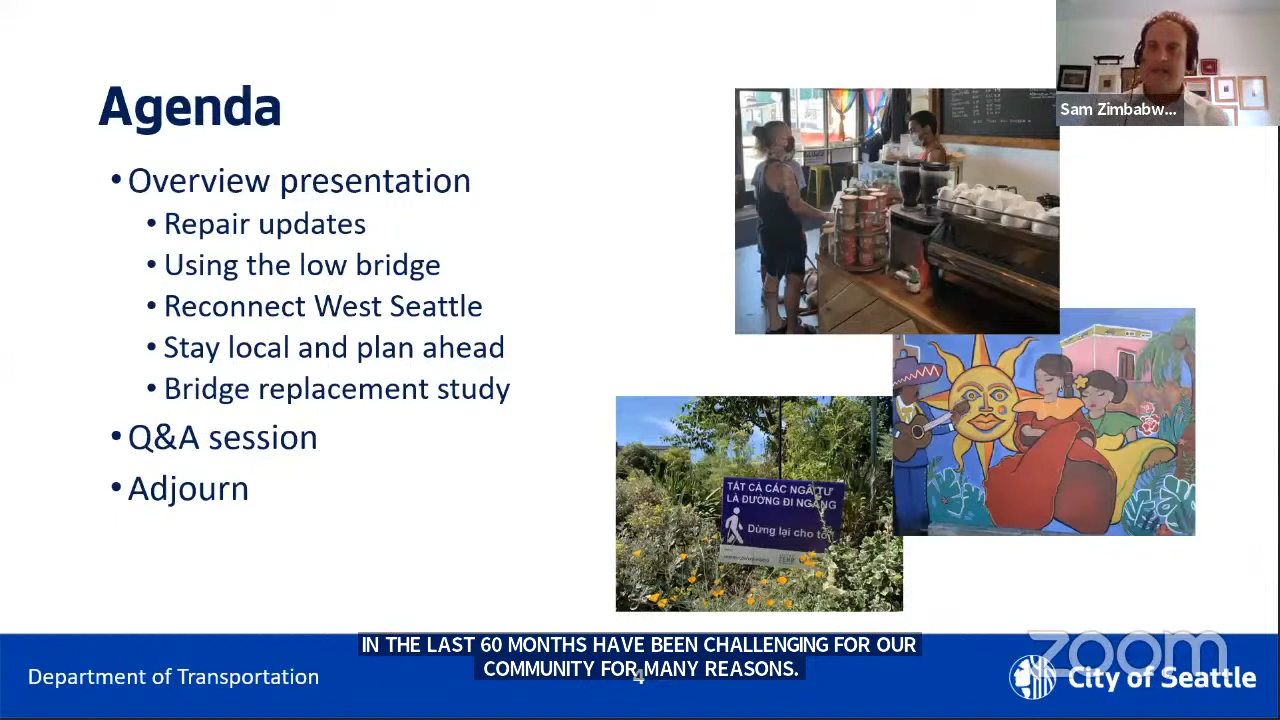 Agenda
• Overview presentation
• Repair updates
• Using the low bridge
• Reconnect West Seattle
• Stay local and plan ahead
• Bridge replacement study
• Q&A session
• Adjourn
Sam Zimbabw...
TẤT CẢ CÁC NGÃ TƯ
LÀ ĐƯỜNG ĐI NGANG
Dừng lại cho tôi
IN THE LAST 60 MONTHS HAVE BEEN CHALLENGING FOR OUR
COMMUNITY FOR MANY REASONS.
Department of Transportation
4
zoom
City of Seattle